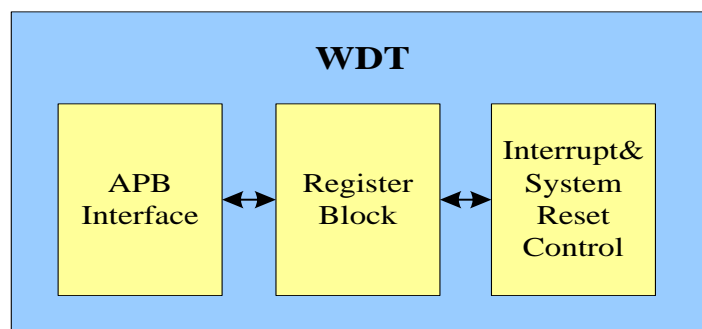 WDT
APB
Interface
Register
Block
Interrupt&
System
Reset
Control